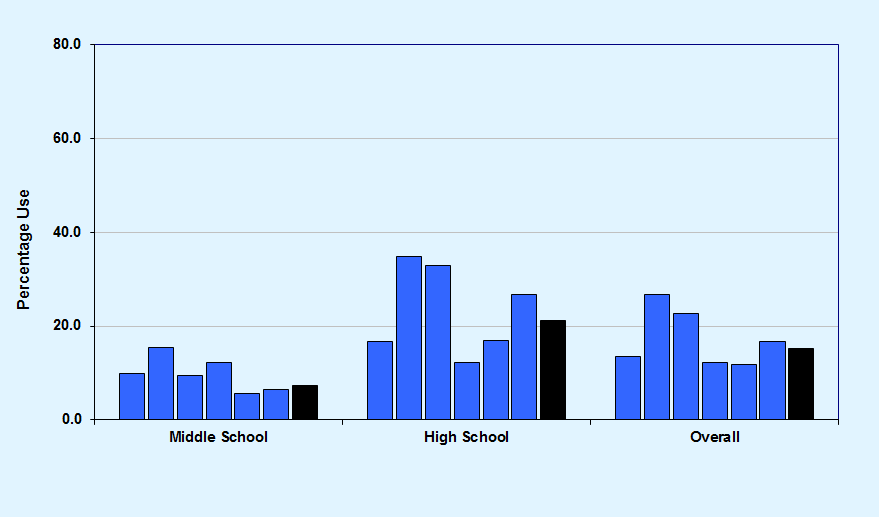 80.0
60.0
40.0
20.0
0.0
Percentage Use
Middle School
High School
Overall